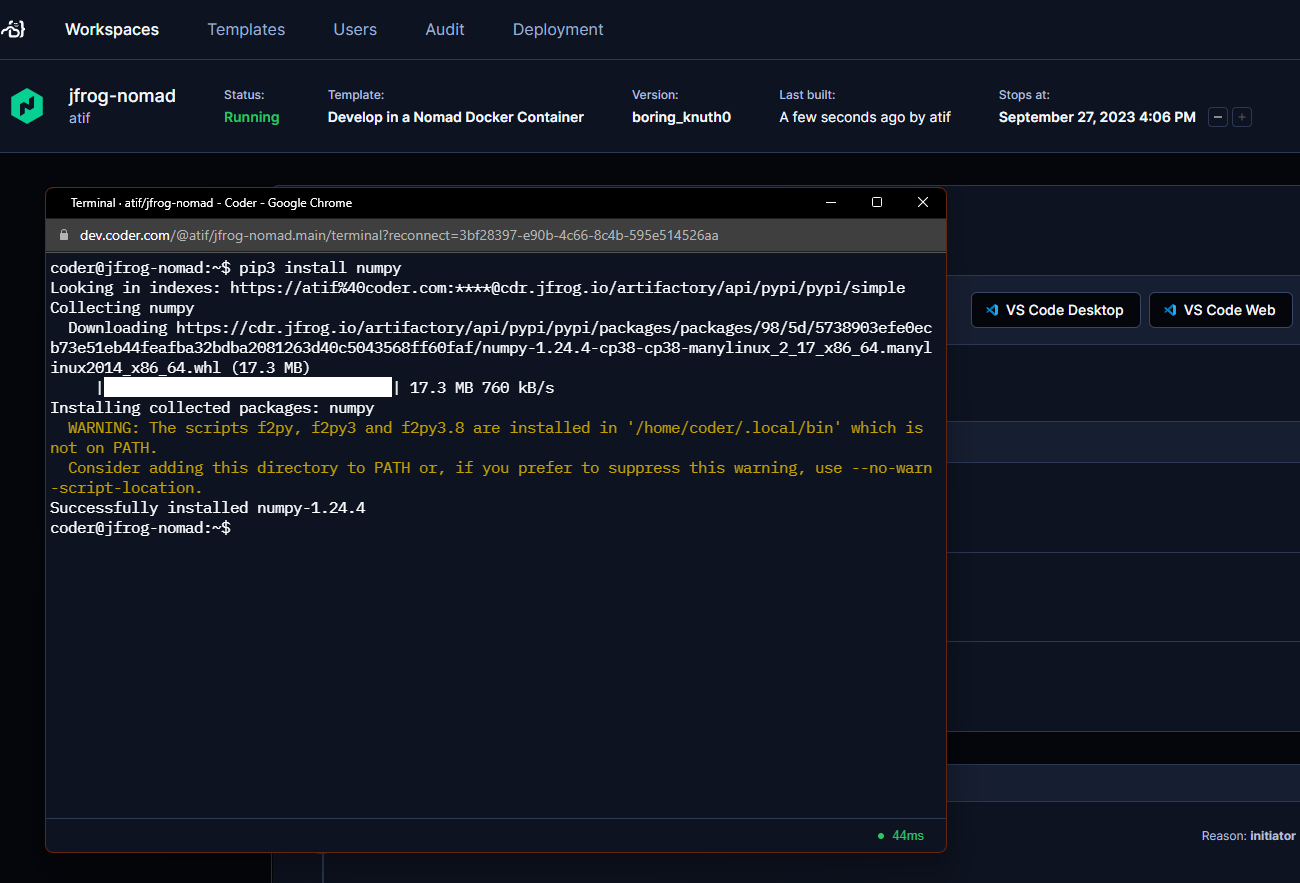 Workspaces Templates Users Audit Deployment
jfrog-nomad
atif
Status:
Running
Template:
Develop in a Nomad Docker Container
Version:
boring_knuth0
Last built:
A few seconds ago by atif
Stops at:
September 27, 2023 4:06 PM
Terminal · atif/jfrog-nomad - Coder - Google Chrome
dev.coder.com/@atif/jfrog-nomad.main/terminal?reconnect=3bf28397-e90b-4c66-8c4b-595e514526aa
coder@jfrog-nomad:~$ pip3 install numpy
Looking in indexes: https://atif%40coder.com:****@cdr.jfrog.io/artifactory/api/pypi/pypi/simple
Collecting numpy
Downloading https://cdr.jfrog.io/artifactory/api/pypi/pypi/packages/packages/98/5d/5738903efe0ec
b73e51eb44feafba32bdba2081263d40c5043568ff60faf/numpy-1.24.4-cp38-cp38-manylinux_2_17_x86_64.manyl
inux2014_x86_64.whl (17.3 MB)
| | 17.3 MB 760 kB/s
Installing collected packages: numpy
WARNING: The scripts f2py, f2py3 and f2py3.8 are installed in '/home/coder/.local/bin' which is
not on PATH.
Consider adding this directory to PATH or, if you prefer to suppress this warning, use --no-warn
-script-location.
Successfully installed numpy-1.24.4
coder@jfrog-nomad:~$
44ms
VS Code Desktop
VS Code Web
Reason: initiator